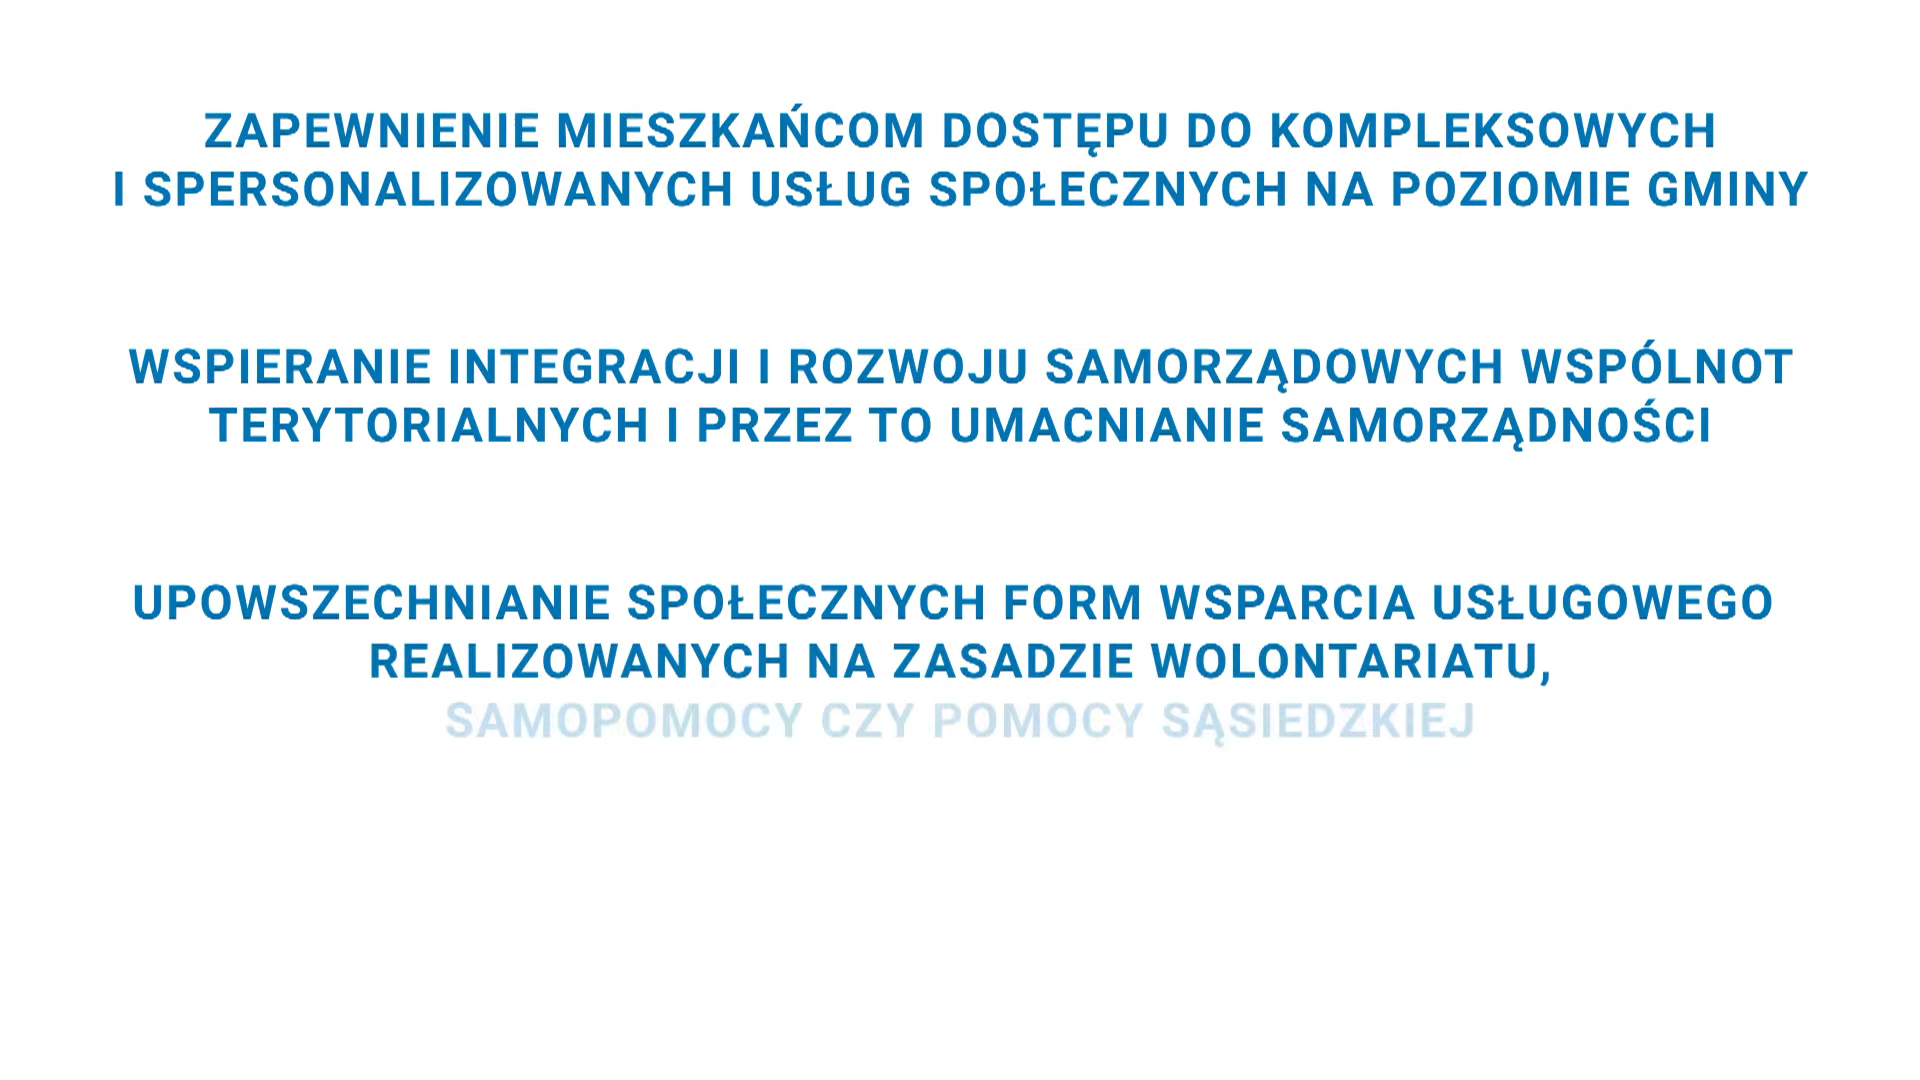 ZAPEWNIENIE MIESZKAŃCOM DOSTĘPU DO KOMPLEKSOWYCH
I SPERSONALIZOWANYCH USŁUG SPOŁECZNYCH NA POZIOMIE GMINY
WSPIERANIE INTEGRACJI I ROZWOJU SAMORZĄDOWYCH WSPÓLNOT
TERYTORIALNYCH I PRZEZ TO UMACNIANIE SAMORZĄDNOŚCI
UPOWSZECHNIANIE SPOŁECZNYCH FORM WSPARCIA USŁUGOWEGO
REALIZOWANYCH NA ZASADZIE WOLONTARIATU,
SAMOPOMOCY CZY POMOCY SĄSIEDZKIEJ